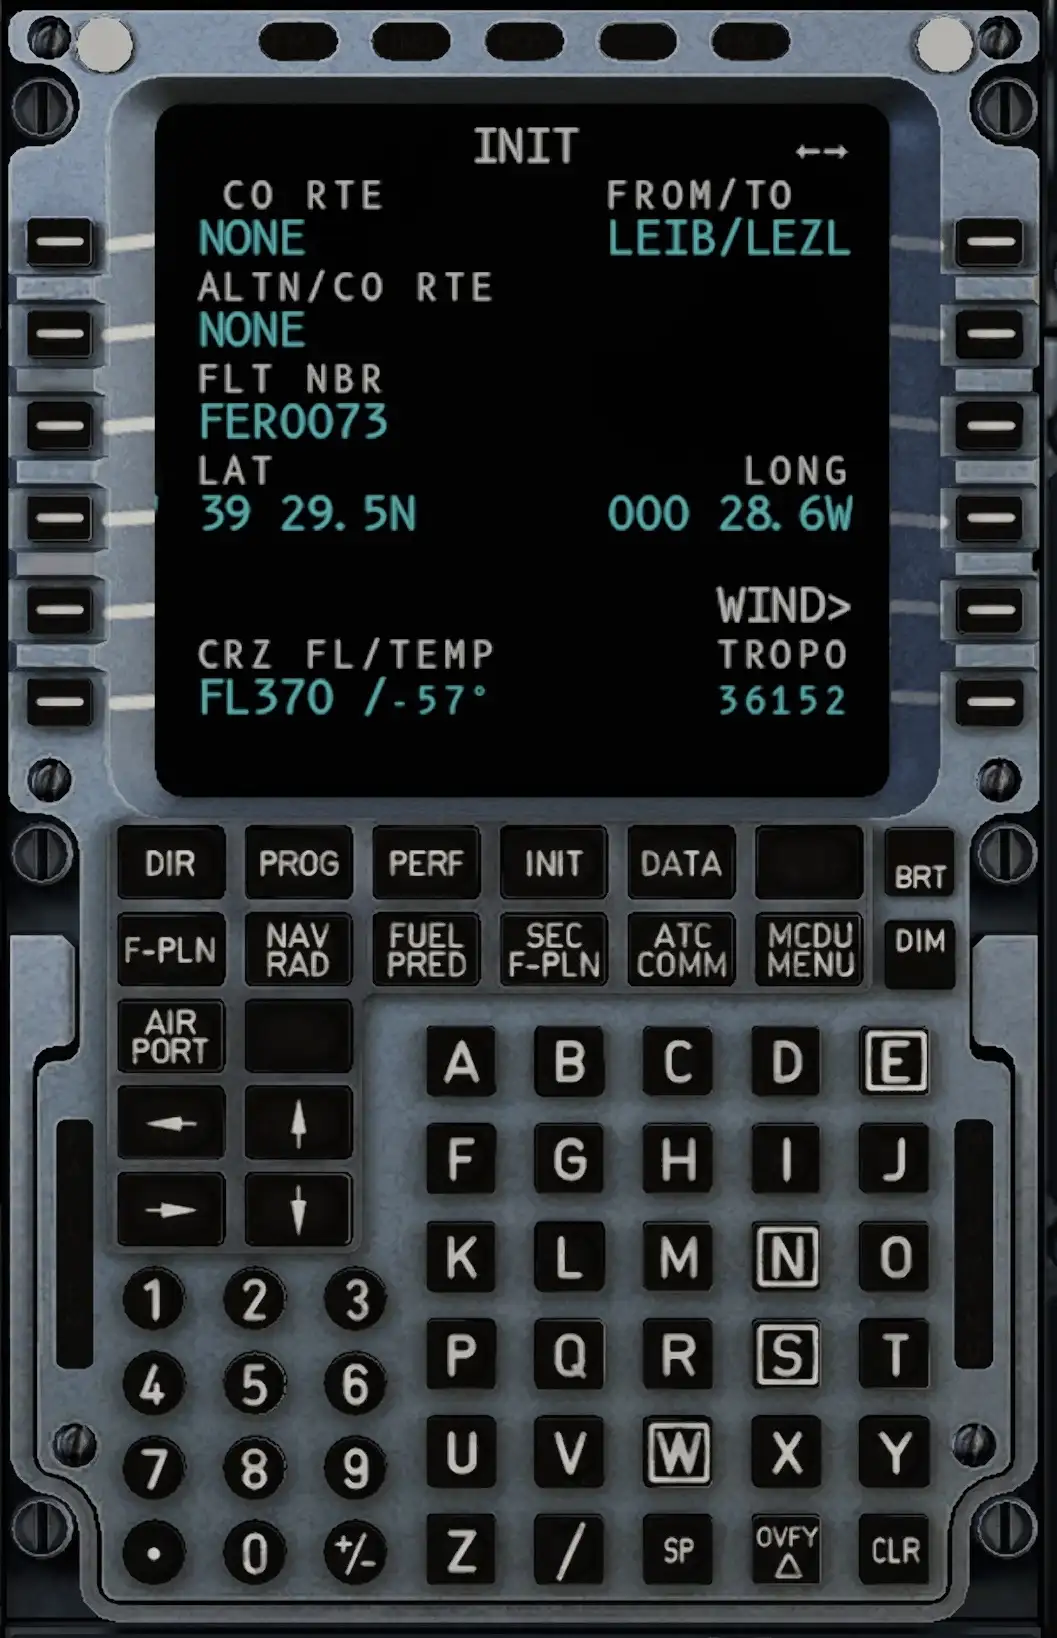 INIT ←→
CO RTE FROM/TO
NONE LEIB/LEZL
ALTN/CO RTE
NONE
FLT NBR
FER0073
LAT LONG
39 29.5N 000 28.6W
WIND>
CRZ FL/TEMP TROPO
FL370 /-57° 36152
DIR PROG PERF INIT DATA BRT
F-PLN NAV RAD FUEL PRED SEC F-PLN ATC COMM MCDU MENU DIM
AIR PORT
← ↑
→ ↓
A B C D E
F G H I J
K L M N O
P Q R S T
U V W X Y
Z / SP OVFY △ CLR
1 2 3
4 5 6
7 8 9
. 0 +/-